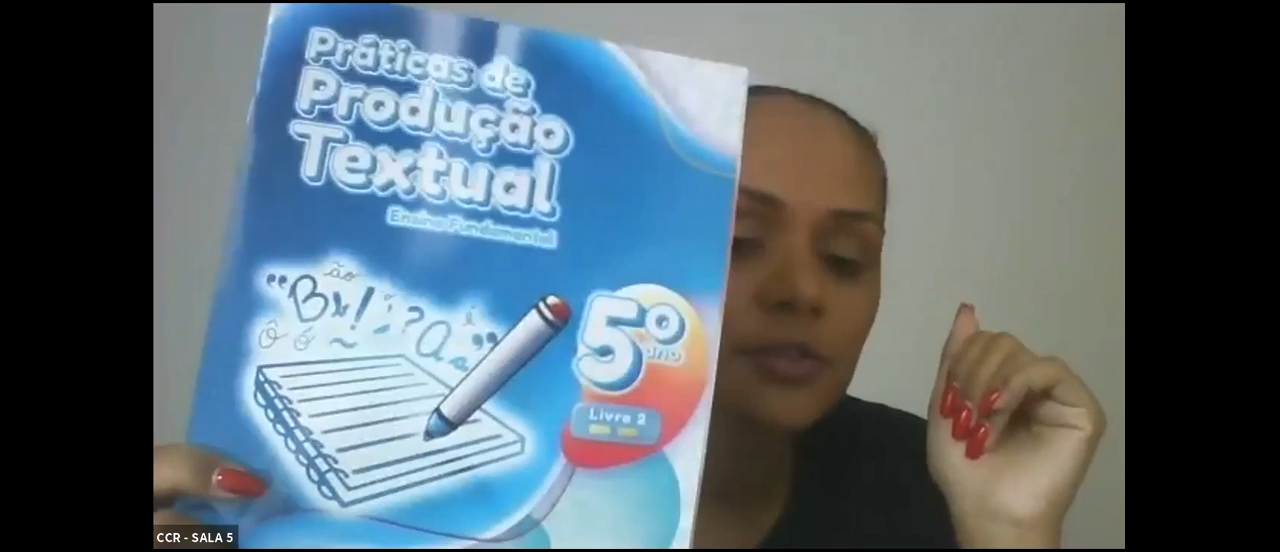 Práticas de
Produção
Textual
Ensino Fundamental
5º
ano
Livro 2
CCR - SALA 5